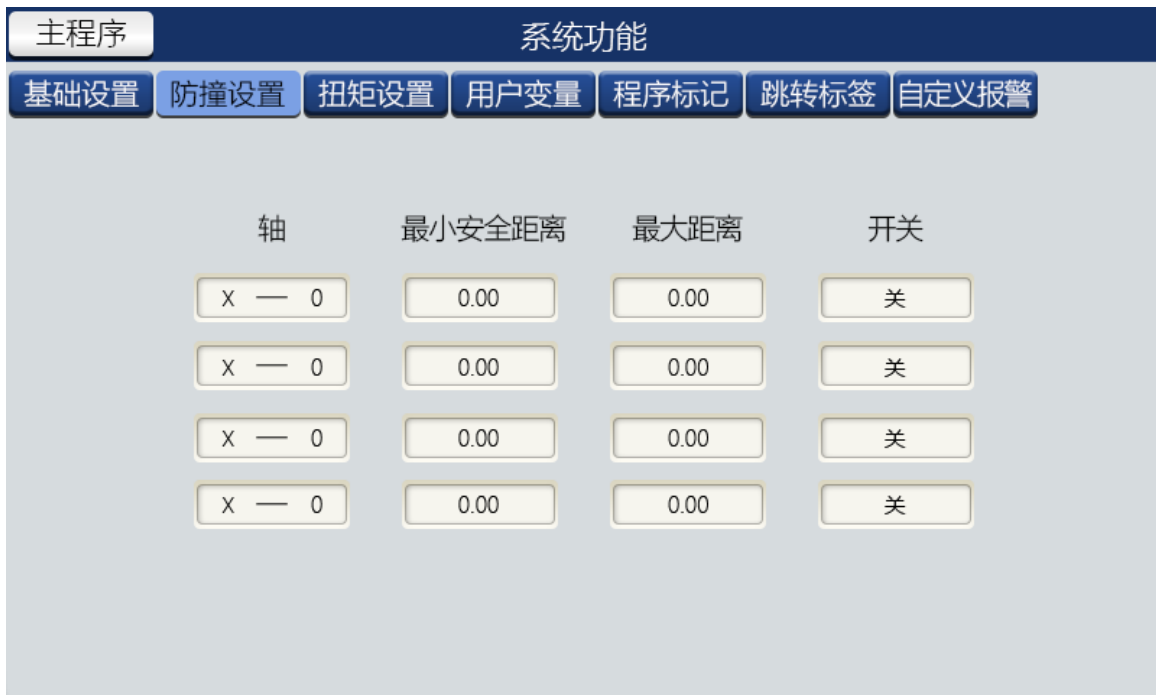 主程序 系统功能
基础设置 防撞设置 扭矩设置 用户变量 程序标记 跳转标签 自定义报警
轴 最小安全距离 最大距离 开关
X — 0 0.00 0.00 关
X — 0 0.00 0.00 关
X — 0 0.00 0.00 关
X — 0 0.00 0.00 关